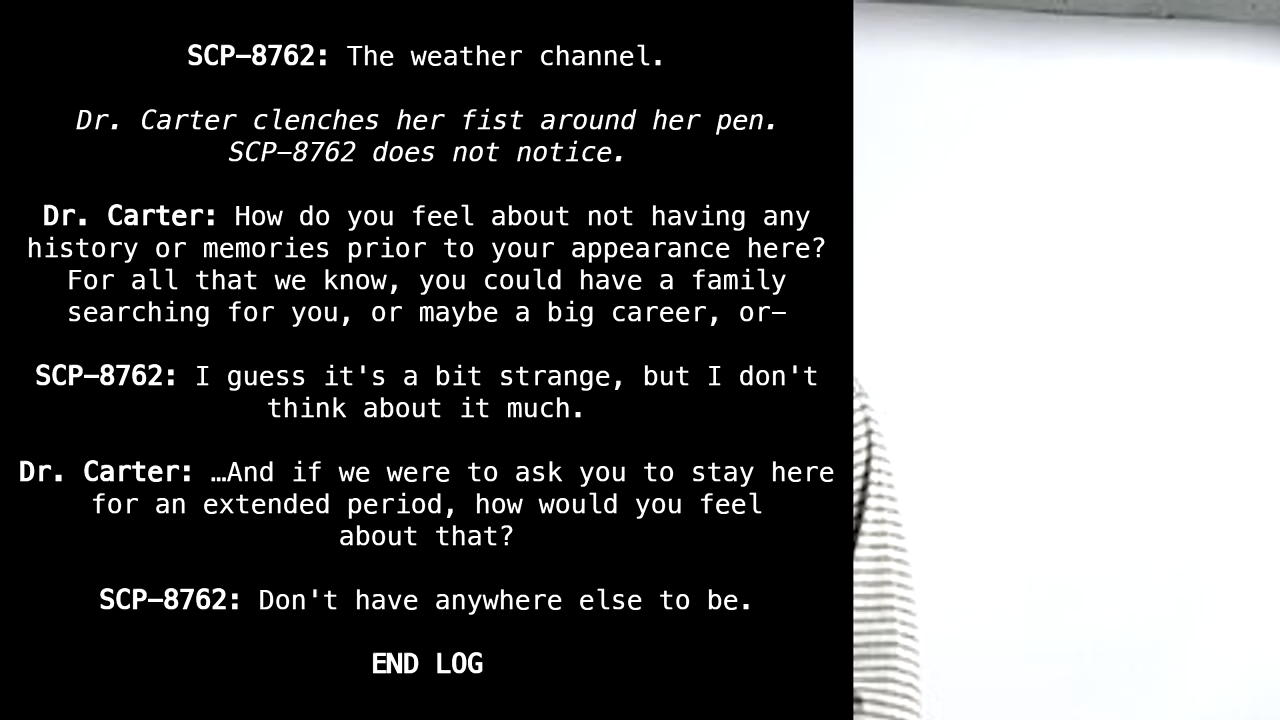 SCP–8762: The weather channel.
Dr. Carter clenches her fist around her pen.
SCP–8762 does not notice.
Dr. Carter: How do you feel about not having any
history or memories prior to your appearance here?
For all that we know, you could have a family
searching for you, or maybe a big career, or–
SCP–8762: I guess it's a bit strange, but I don't
think about it much.
Dr. Carter: …And if we were to ask you to stay here
for an extended period, how would you feel
about that?
SCP–8762: Don't have anywhere else to be.
END LOG